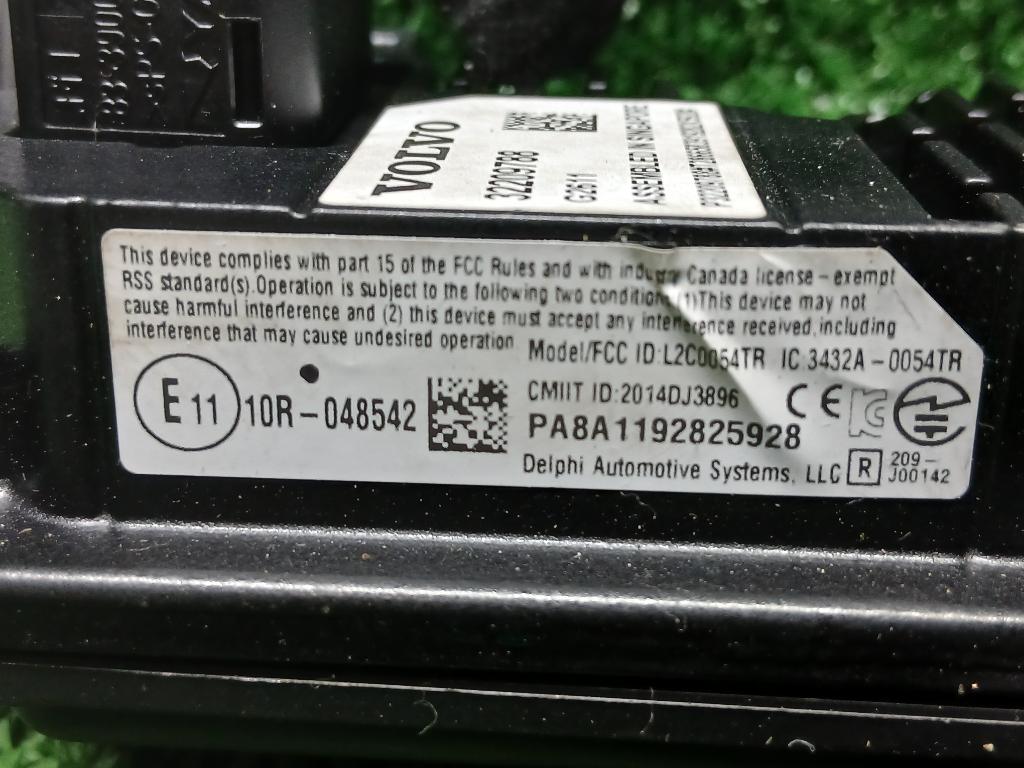 VOLVO
32209788
G2611
ASSEMBLED IN
This device complies with part 15 of the FCC Rules and with industry Canada license - exempt
RSS standard(s).Operation is subject to the following two conditions:(1)This device may not
cause harmful interference and (2) this device must accept any interference received,including
interference that may cause undesired operation
Model/FCC ID:L2C0054TR IC:3432A-0054TR
E 11 10R-048542
CMIIT ID:2014DJ3896
CE
PA8A1192825928
Delphi Automotive Systems, LLC
R 209-
J00142